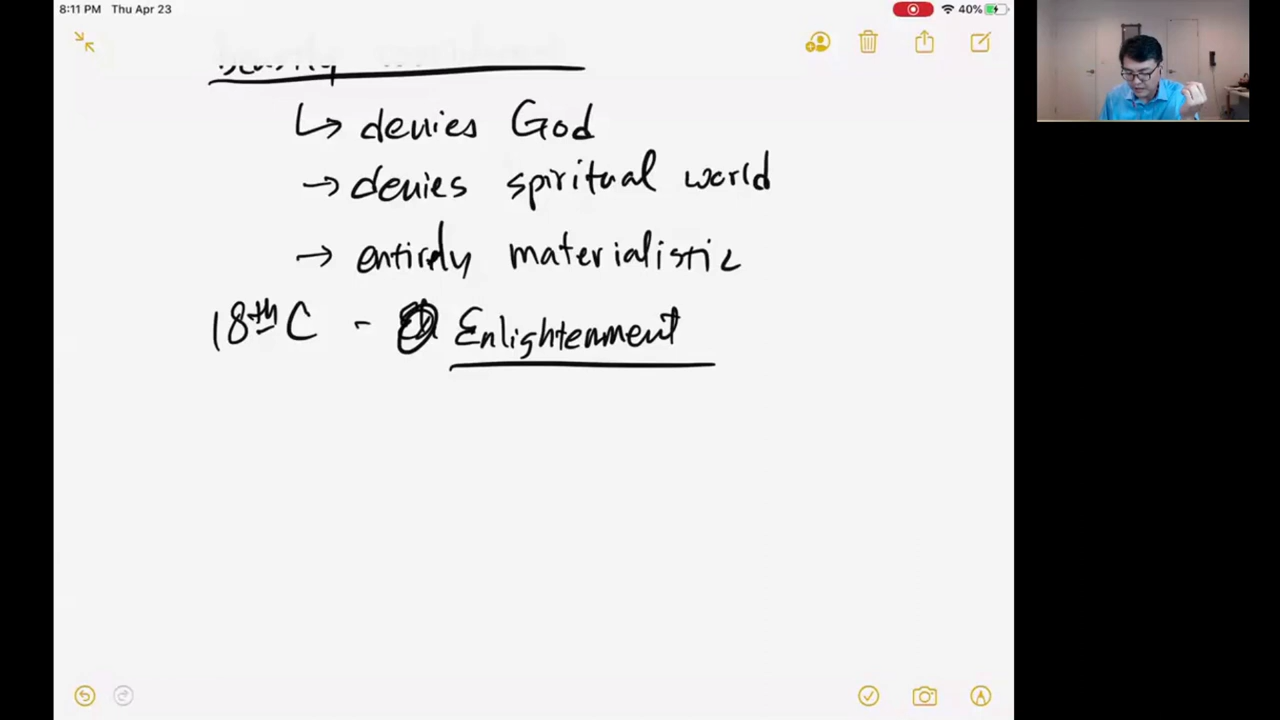 8:11 PM Thu Apr 23 40%
↳ denies God
→ denies spiritual world
→ entirely materialistic
18th C - Enlightenment